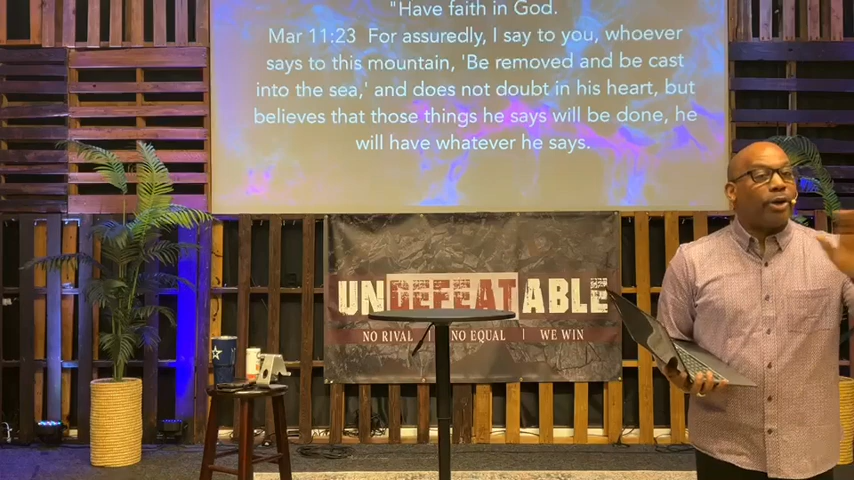 "Have faith in God.
Mar 11:23  For assuredly, I say to you, whoever
says to this mountain, 'Be removed and be cast
into the sea,' and does not doubt in his heart, but
believes that those things he says will be done, he
will have whatever he says.
UNDEFEATABLE
NO RIVAL | NO EQUAL | WE WIN